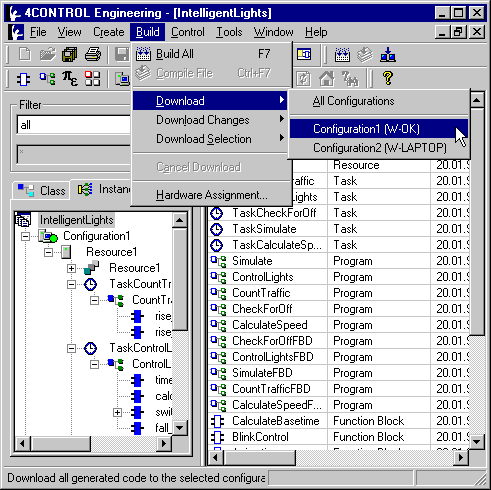 4CONTROL Engineering - [IntelligentLights]
File View Create Build Control Tools Window Help
Build All F7
Compile File Ctrl+F7
Download
Download Changes
Download Selection
Cancel Download
Hardware Assignment...
All Configurations
Configuration1 (W-OK)
Configuration2 (W-LAPTOP)
Filter
all
*
Class
Instanc
IntelligentLights
Configuration1
Resource1
Resource1
TaskCountTr
CountTra
rise_
rise_
TaskControlL
ControlL
time
calc
swi
fall_
Resource 20.01.9
Task 20.01.9
Task 20.01.9
TaskCheckForOff Task 20.01.9
TaskSimulate Task 20.01.9
TaskCalculateSp... Task 20.01.9
Simulate Program 20.01.9
ControlLights Program 20.01.9
CountTraffic Program 20.01.9
CheckForOff Program 20.01.9
CalculateSpeed Program 20.01.9
CheckForOffFBD Program 20.01.9
ControlLightsFBD Program 20.01.9
SimulateFBD Program 20.01.9
CountTrafficFBD Program 20.01.9
CalculateSpeedF... Program 20.01.9
CalculateBasetime Function Block 20.01.9
BlinkControl Function Block 20.01.9
Download all generated code to the selected configura